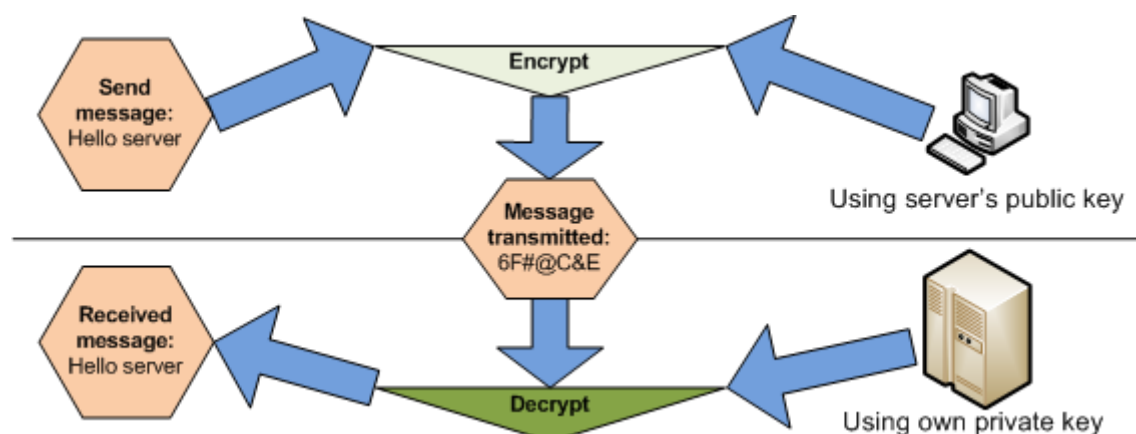 Send
message:
Hello server
Encrypt
Using server's public key
Message
transmitted:
6F#@C&E
Received
message:
Hello server
Decrypt
Using own private key